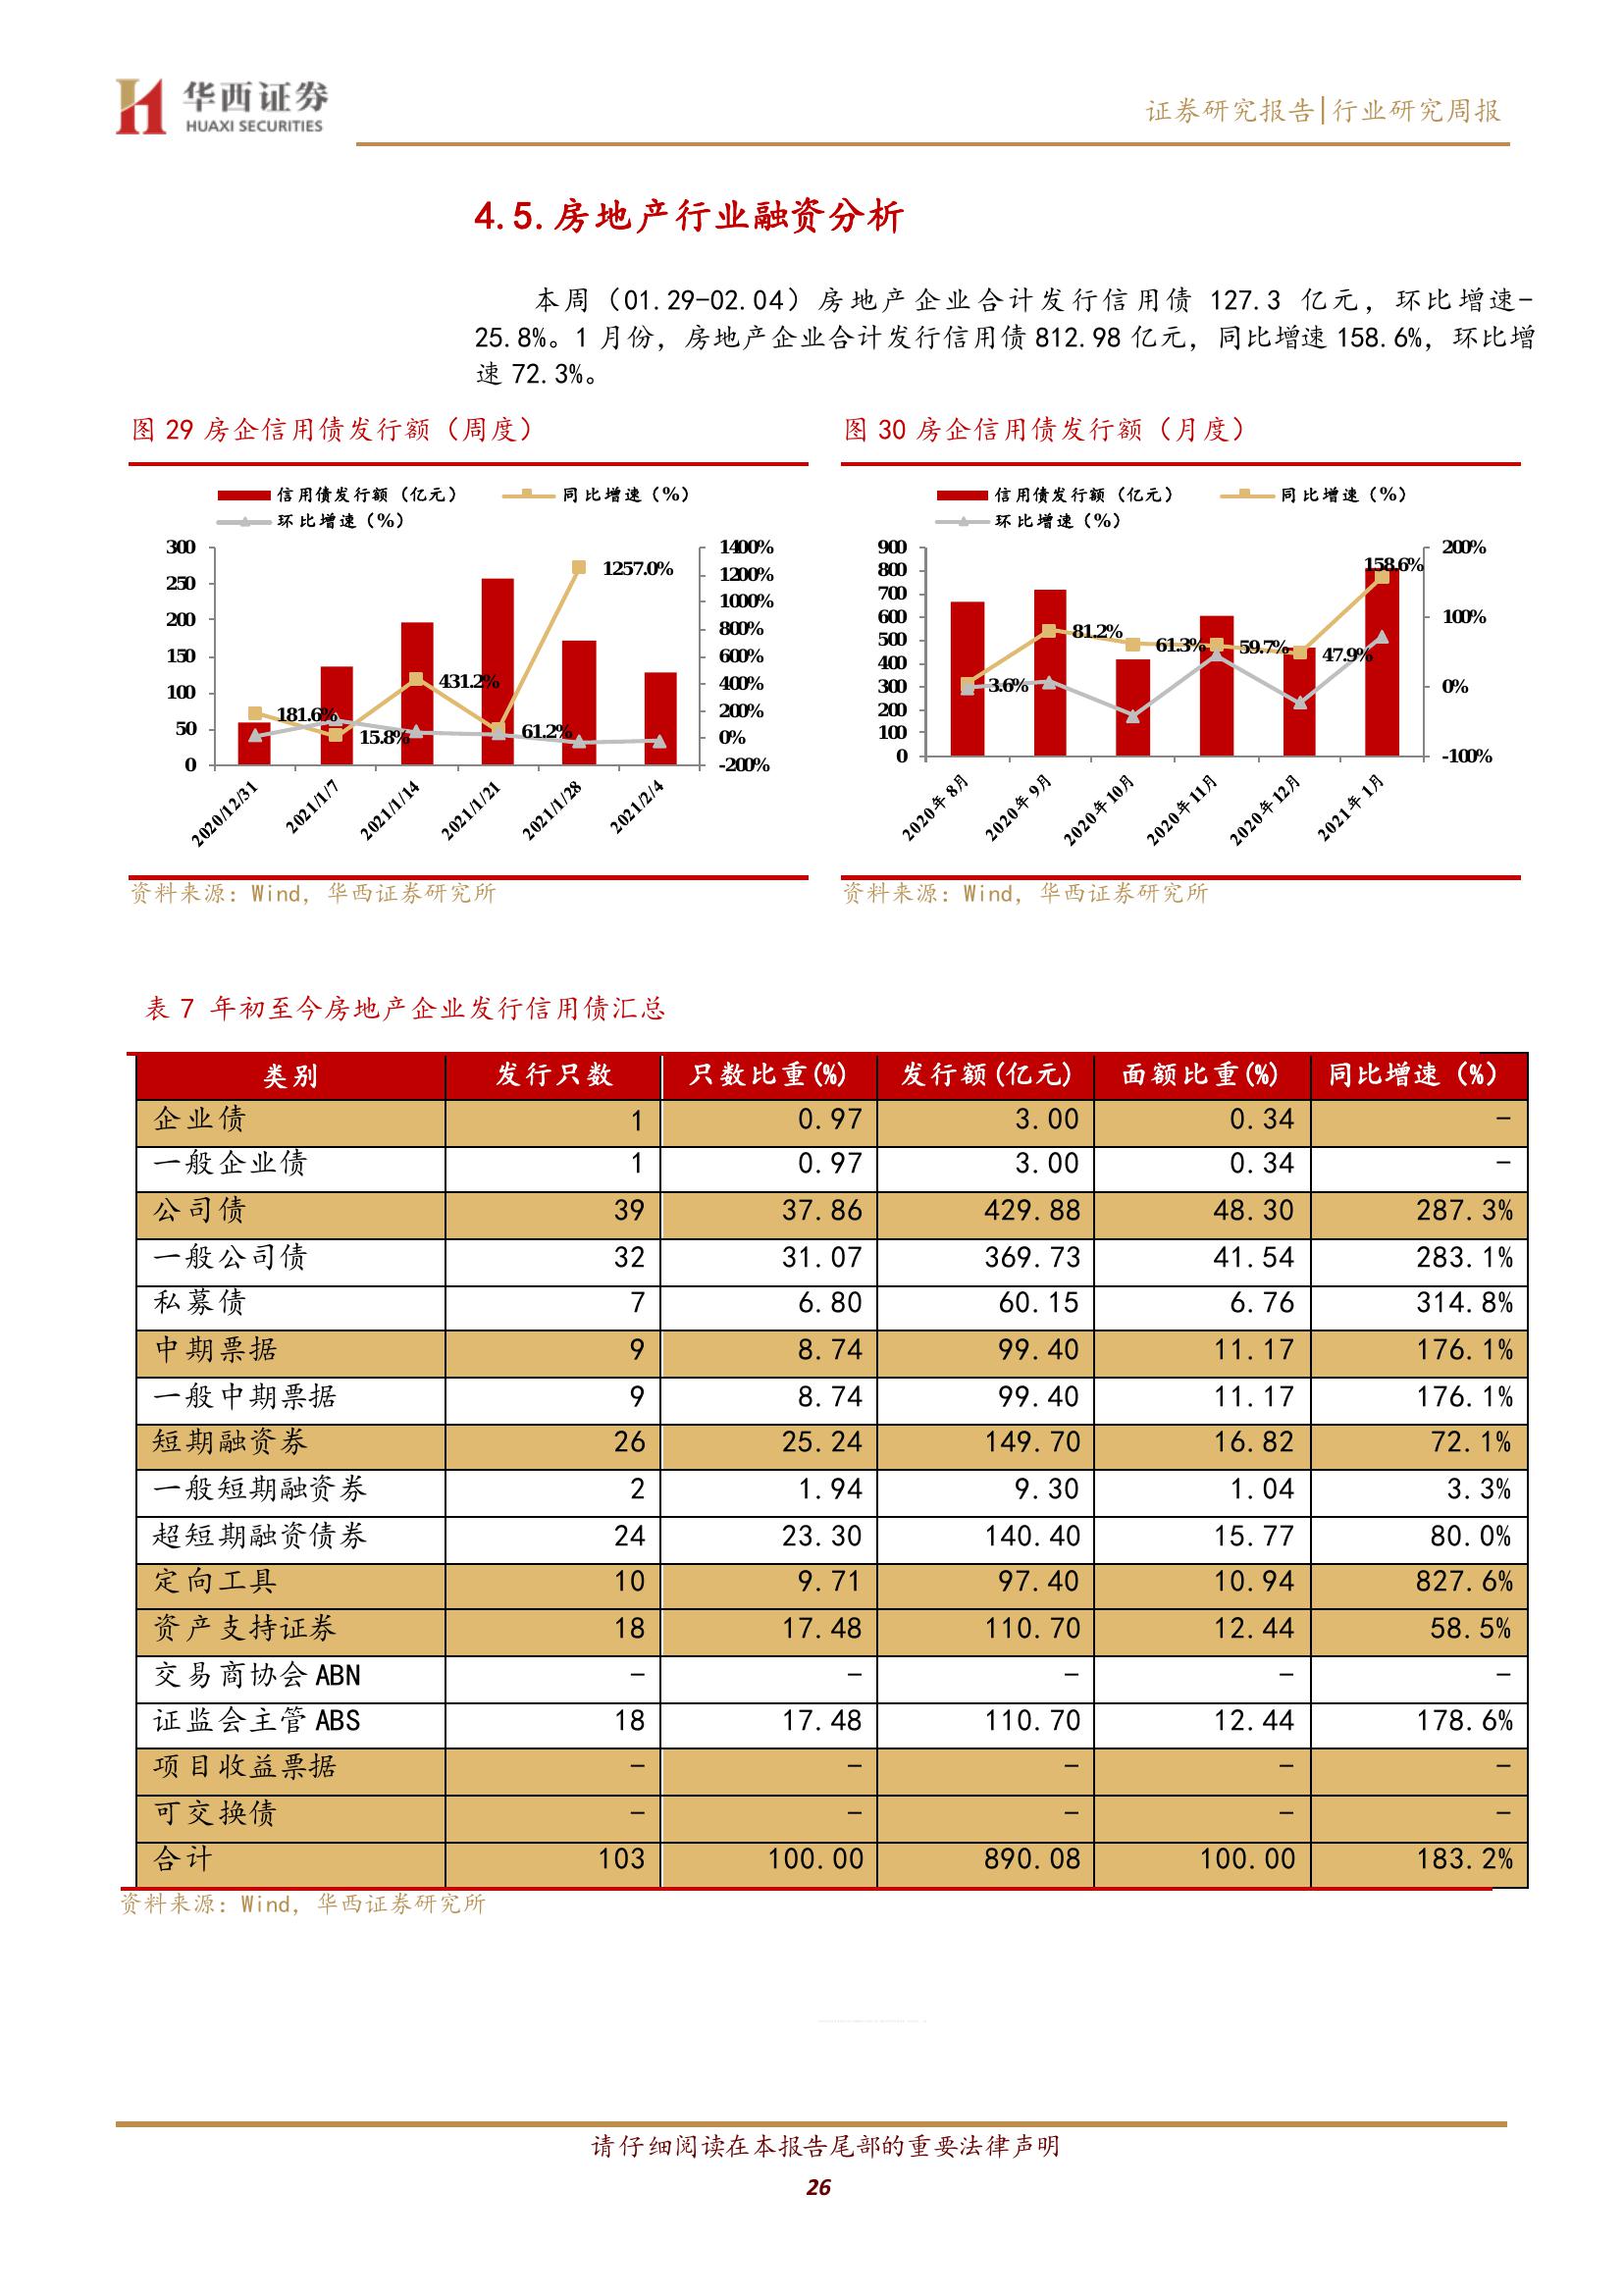 华西证券
HUAXI SECURITIES
证券研究报告|行业研究周报
4.5.房地产行业融资分析
本周（01.29-02.04）房地产企业合计发行信用债 127.3 亿元，环比增速-
25.8%。1 月份，房地产企业合计发行信用债 812.98 亿元，同比增速 158.6%，环比增
速 72.3%。
图 29 房企信用债发行额（周度）
信用债发行额（亿元） 同比增速（%）
环比增速（%）
300 1400%
250 1200%
200 1000%
150 800%
100 600%
50 400%
0 200%
0%
-200%
181.6% 15.8% 431.2% 61.2% 1257.0%
2020/12/31 2021/1/7 2021/1/14 2021/1/21 2021/1/28 2021/2/4
资料来源：Wind，华西证券研究所
图 30 房企信用债发行额（月度）
信用债发行额（亿元） 同比增速（%）
环比增速（%）
900 200%
800
700
600 100%
500
400
300 0%
200
100
0 -100%
3.6% 81.2% 61.3% 59.7% 47.9% 158.6%
2020年8月 2020年9月 2020年10月 2020年11月 2020年12月 2021年1月
资料来源：Wind，华西证券研究所
表 7 年初至今房地产企业发行信用债汇总
类别 发行只数 只数比重(%) 发行额(亿元) 面额比重(%) 同比增速（%）
企业债 1 0.97 3.00 0.34 -
一般企业债 1 0.97 3.00 0.34 -
公司债 39 37.86 429.88 48.30 287.3%
一般公司债 32 31.07 369.73 41.54 283.1%
私募债 7 6.80 60.15 6.76 314.8%
中期票据 9 8.74 99.40 11.17 176.1%
一般中期票据 9 8.74 99.40 11.17 176.1%
短期融资券 26 25.24 149.70 16.82 72.1%
一般短期融资券 2 1.94 9.30 1.04 3.3%
超短期融资债券 24 23.30 140.40 15.77 80.0%
定向工具 10 9.71 97.40 10.94 827.6%
资产支持证券 18 17.48 110.70 12.44 58.5%
交易商协会 ABN - - - - -
证监会主管 ABS 18 17.48 110.70 12.44 178.6%
项目收益票据 - - - - -
可交换债 - - - - -
合计 103 100.00 890.08 100.00 183.2%
资料来源：Wind，华西证券研究所
请仔细阅读在本报告尾部的重要法律声明
26